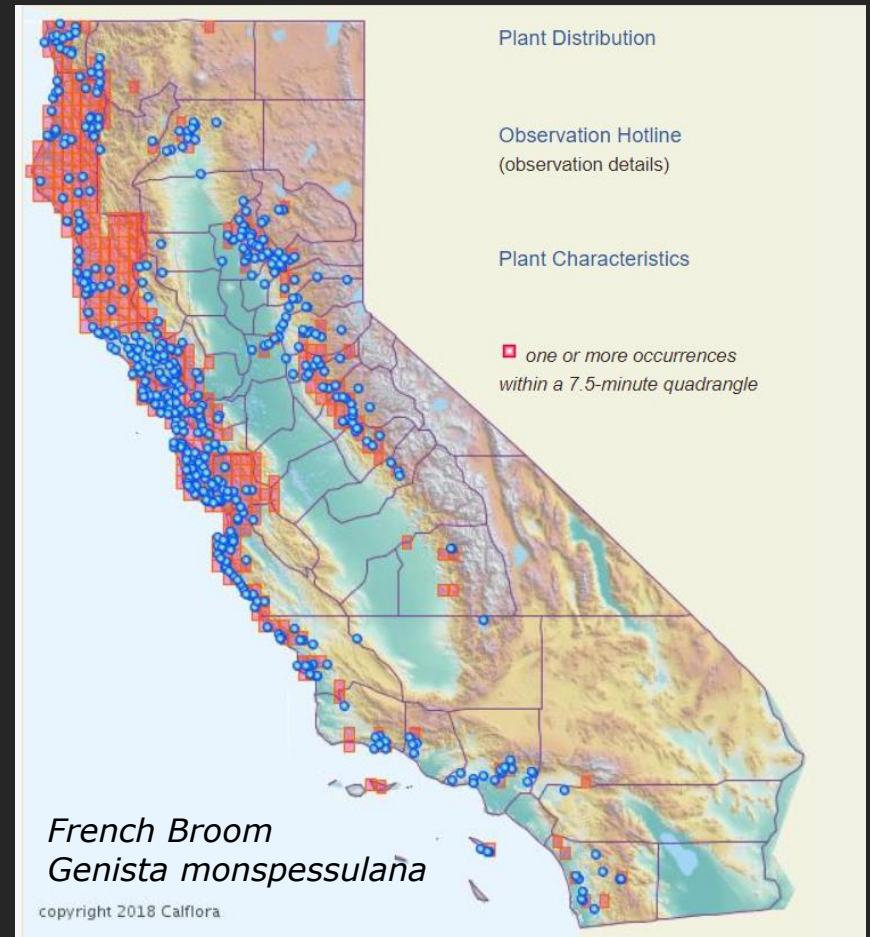 Plant Distribution
Observation Hotline
(observation details)
Plant Characteristics
one or more occurrences
within a 7.5-minute quadrangle
French Broom
Genista monspessulana
copyright 2018 Calflora